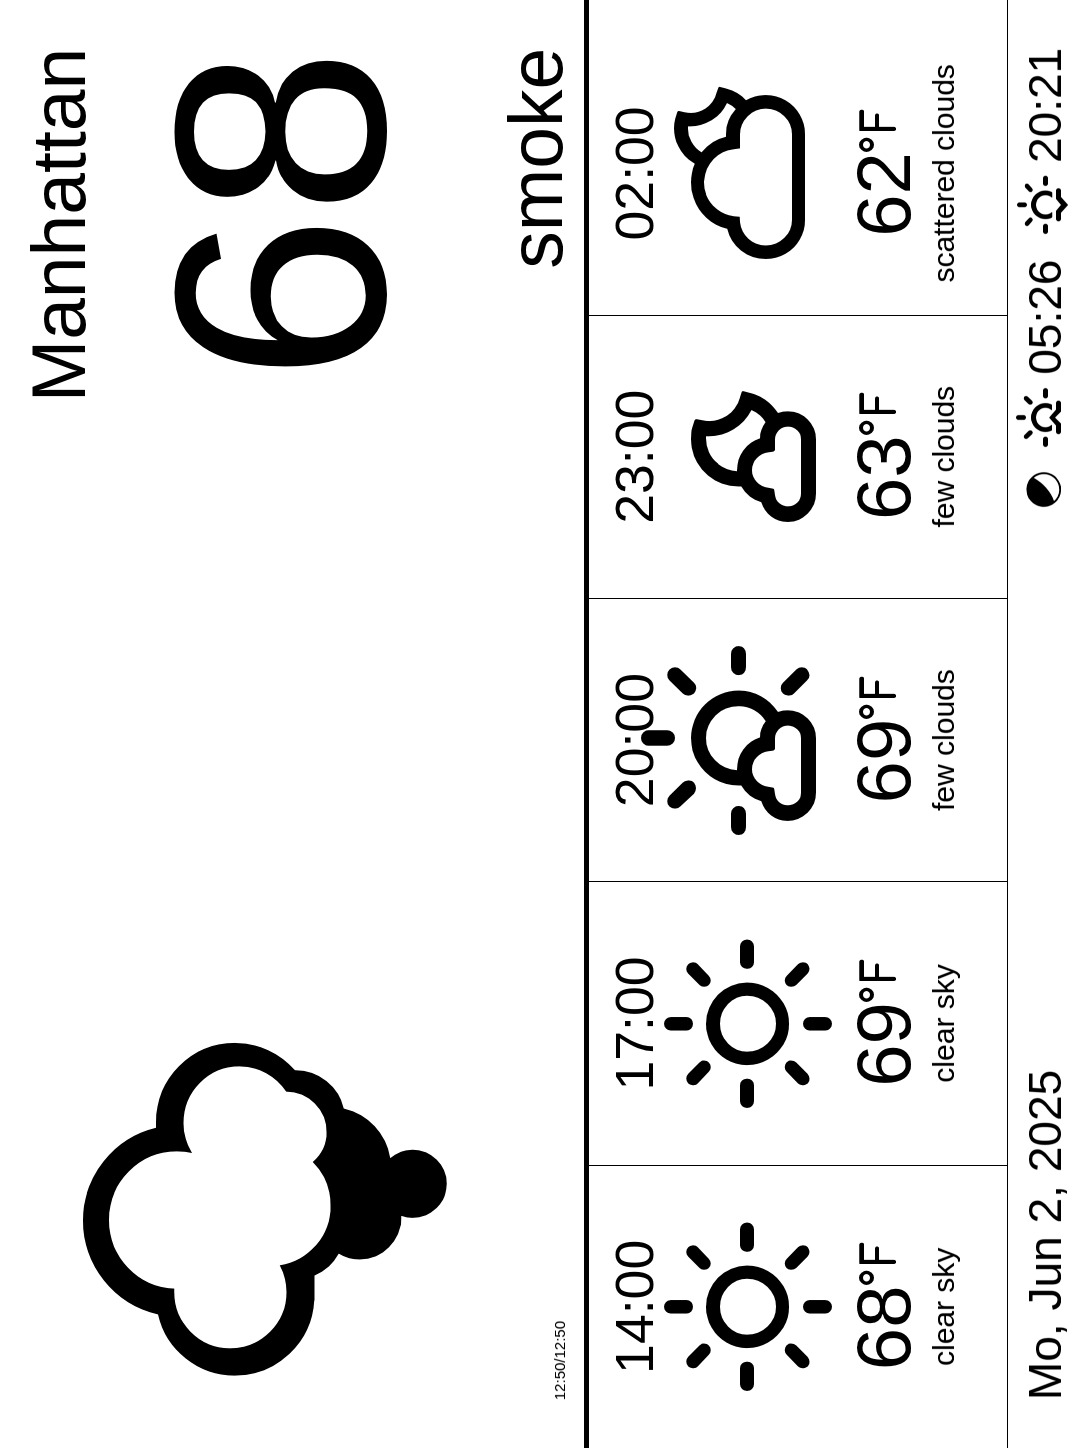 Manhattan
68
smoke
12:50/12:50
14:00 17:00 20:00 23:00 02:00
68°F 69°F 69°F 63°F 62°F
clear sky clear sky few clouds few clouds scattered clouds
Mo, Jun 2, 2025 05:26 20:21